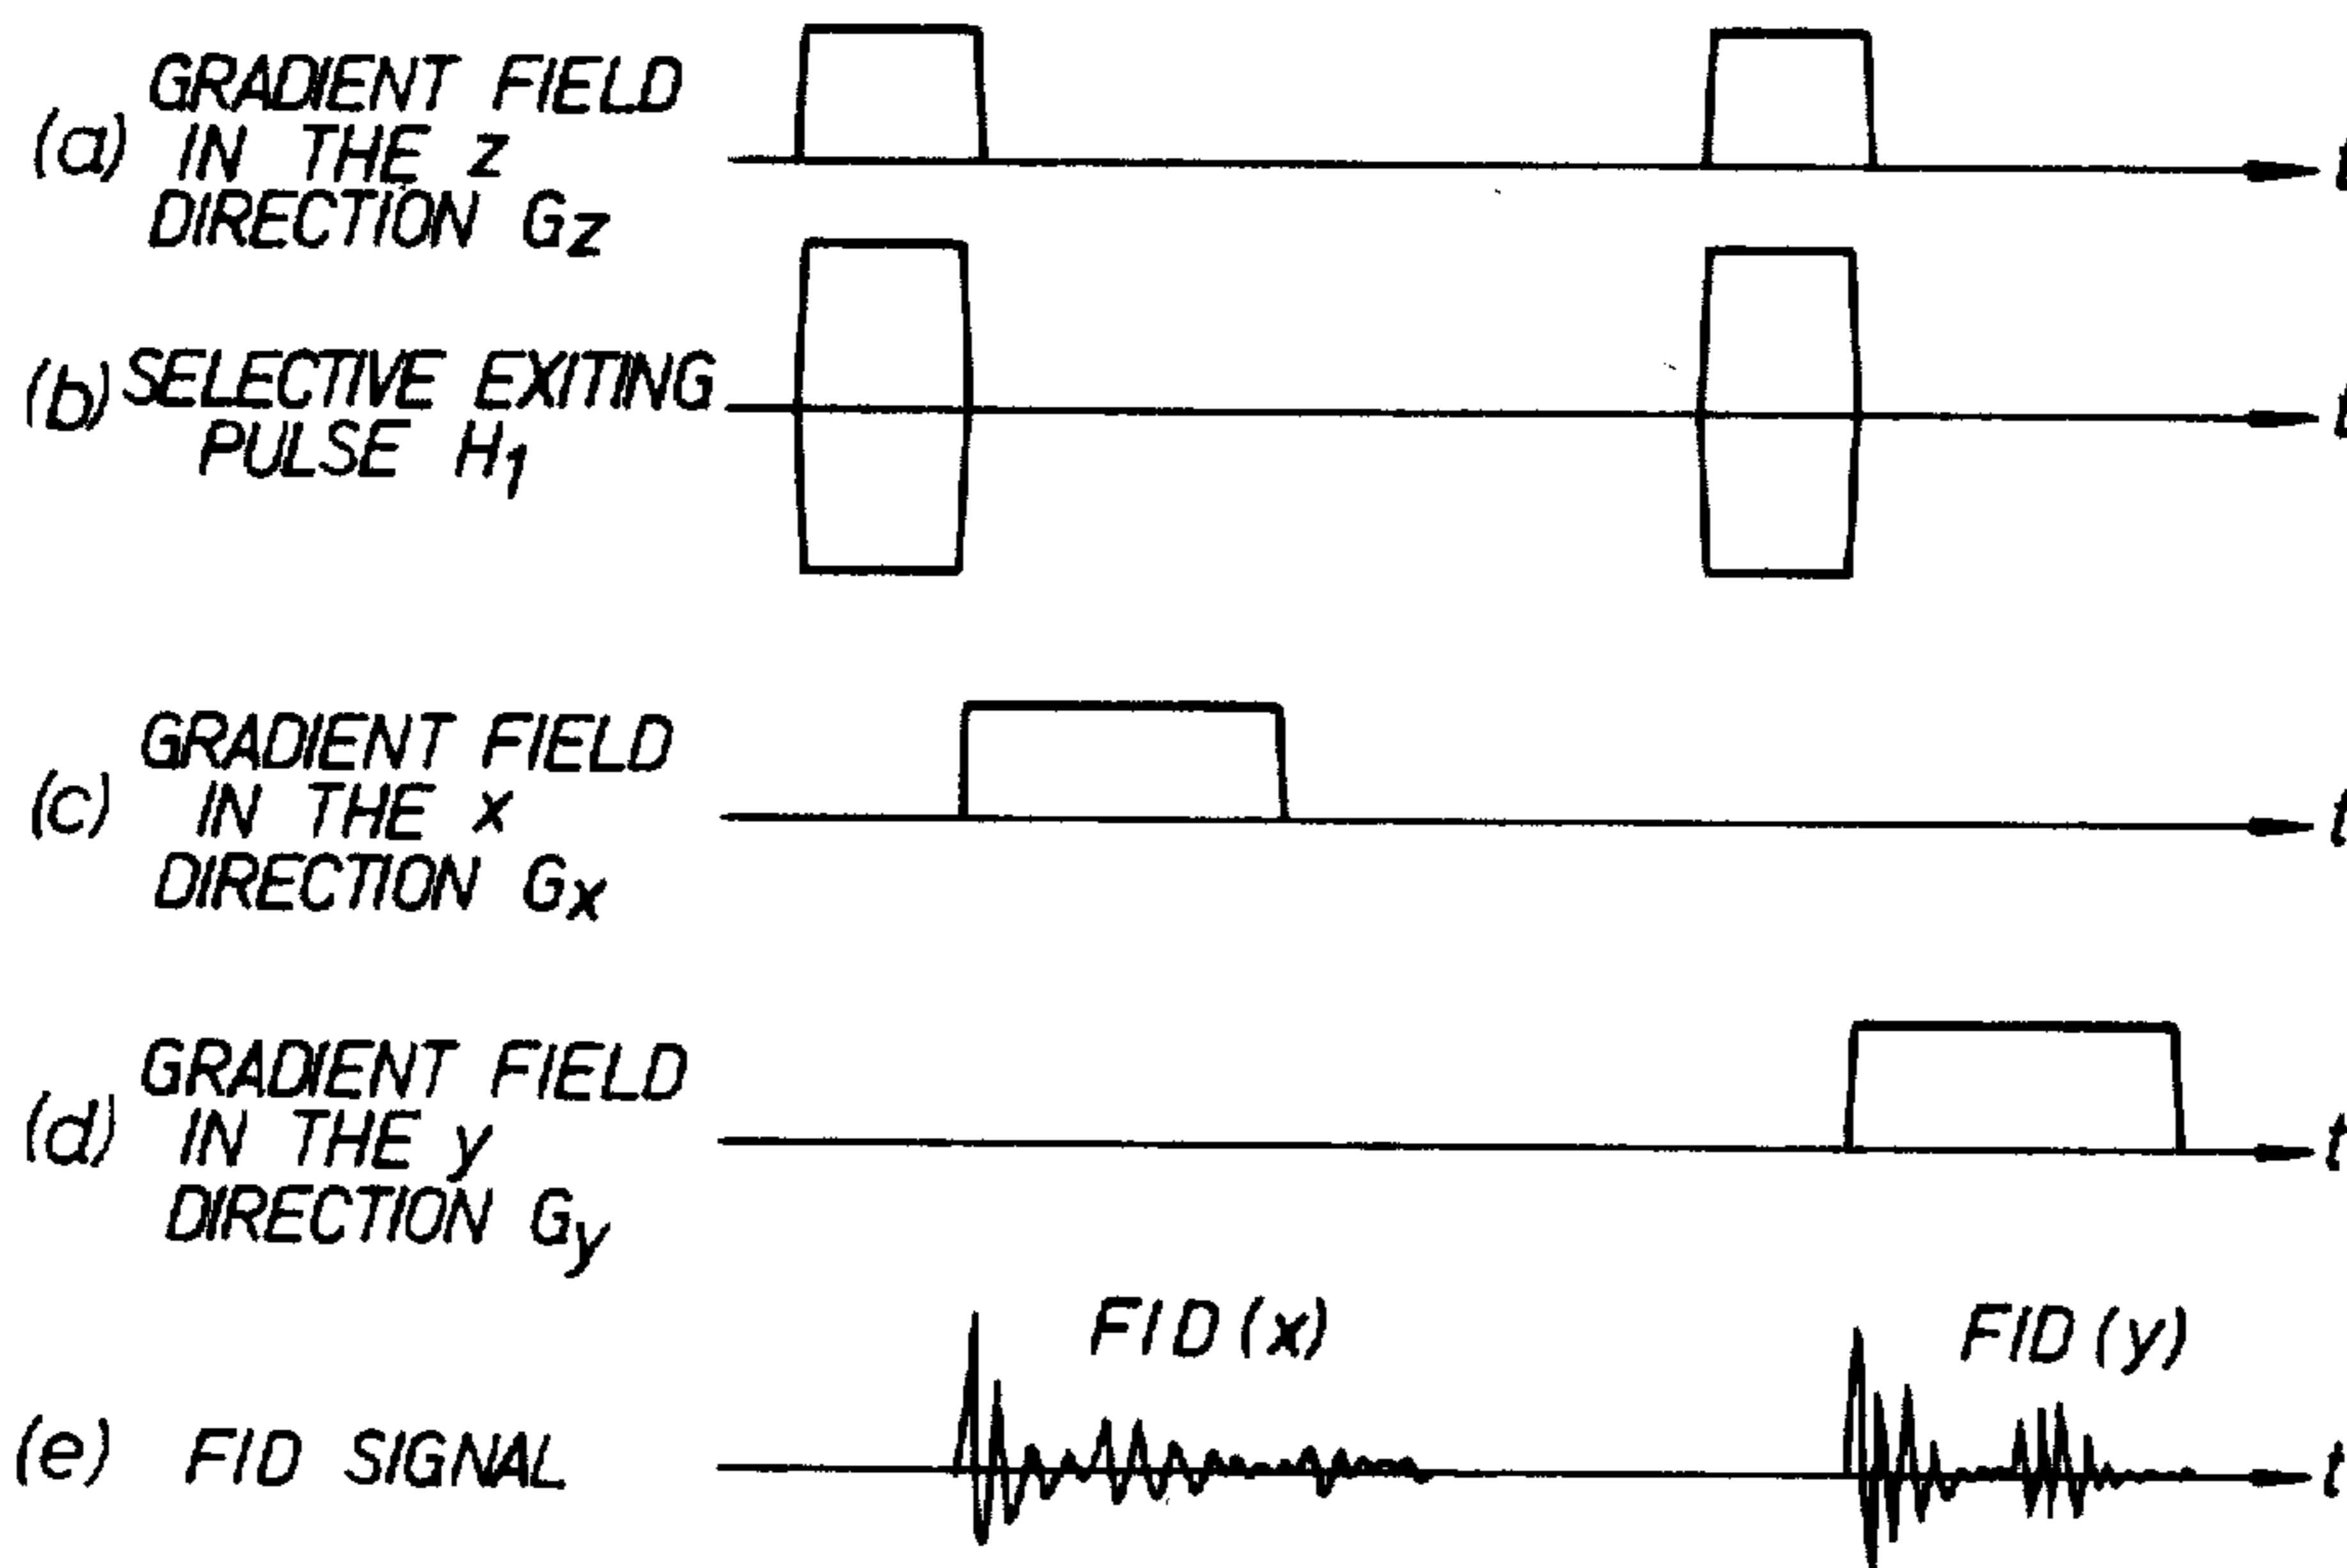 (a) GRADIENT FIELD
IN THE z
DIRECTION Gz
t
(b) SELECTIVE EXITING
PULSE H1
t
(c) GRADIENT FIELD
IN THE x
DIRECTION Gx
t
(d) GRADIENT FIELD
IN THE y
DIRECTION Gy
t
FID (x)
FID (y)
(e) FID SIGNAL
t